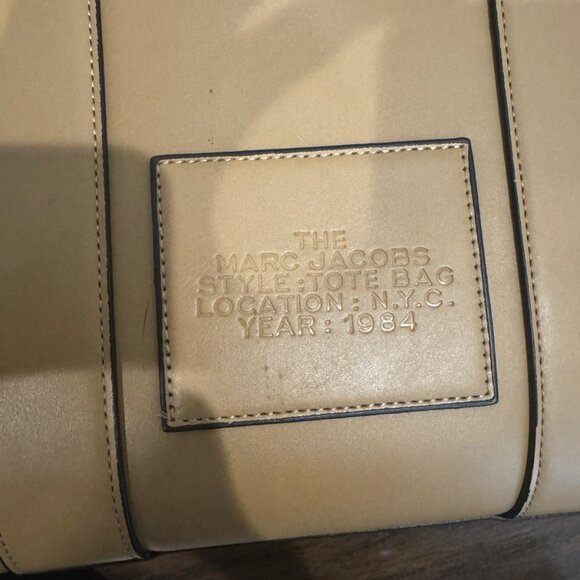 THE
MARC JACOBS
STYLE : TOTE BAG
LOCATION : N.Y.C.
YEAR : 1984